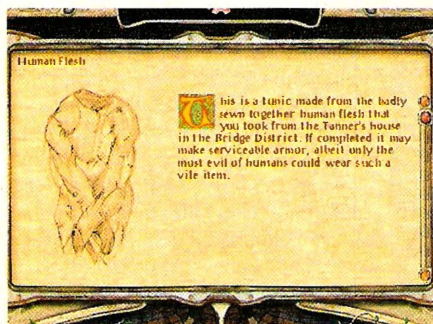 Human Flesh
This is a tunic made from the badly
sewn together human flesh that
you took from the Tanner's house
in the Bridge District. If completed it may
make serviceable armor, albeit only the
most evil of humans could wear such a
vile item.